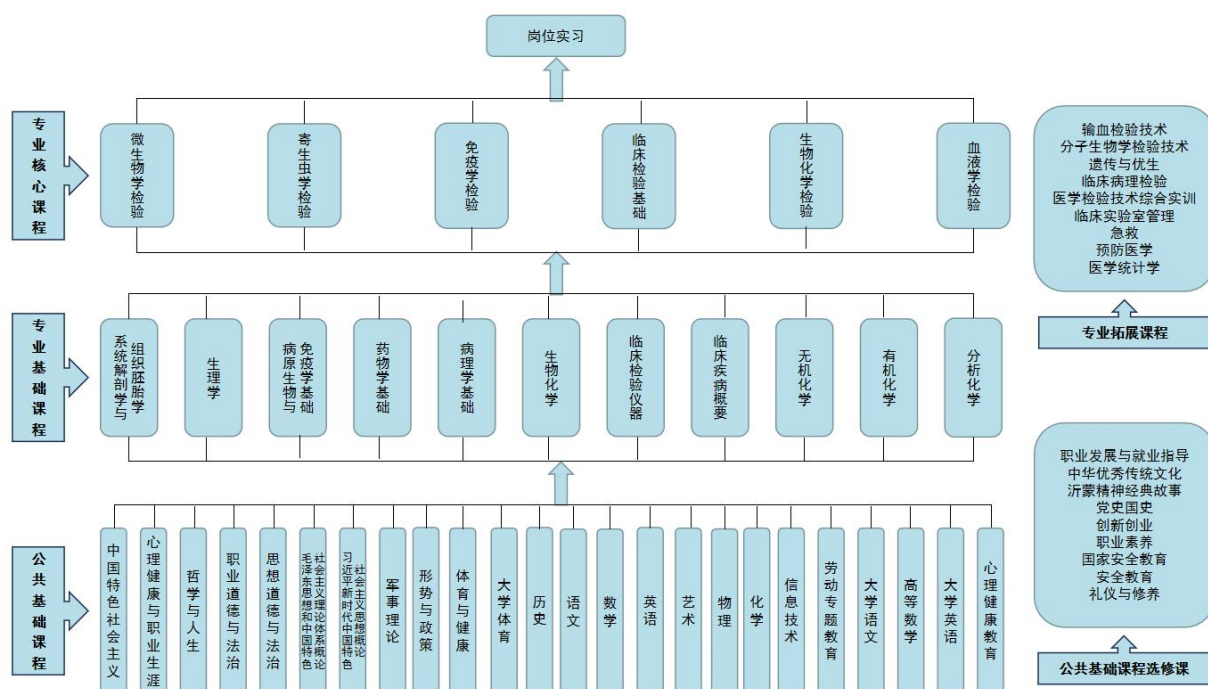 岗位实习
专业核心课程
微生物学检验
寄生虫学检验
免疫学检验
临床检验基础
生物化学检验
血液学检验
输血检验技术
分子生物学检验技术
遗传与优生
临床病理检验
医学检验技术综合实训
临床实验室管理
急救
预防医学
医学统计学
专业拓展课程
专业基础课程
组织胚胎学
系统解剖学与
生理学
免疫学基础
病原生物与
药物学基础
病理学基础
生物化学
临床检验仪器
临床疾病概要
无机化学
有机化学
分析化学
公共基础课程
中国特色社会主义
心理健康与职业生涯
哲学与人生
职业道德与法治
思想道德与法治
社会主义理论体系概论
毛泽东思想和中国特色
社会主义思想概论
习近平新时代中国特色
军事理论
形势与政策
体育与健康
大学体育
历史
语文
数学
英语
艺术
物理
化学
信息技术
劳动专题教育
大学语文
高等数学
大学英语
心理健康教育
职业发展与就业指导
中华优秀传统文化
沂蒙精神经典故事
党史国史
创新创业
职业素养
国家安全教育
安全教育
礼仪与修养
公共基础课程选修课